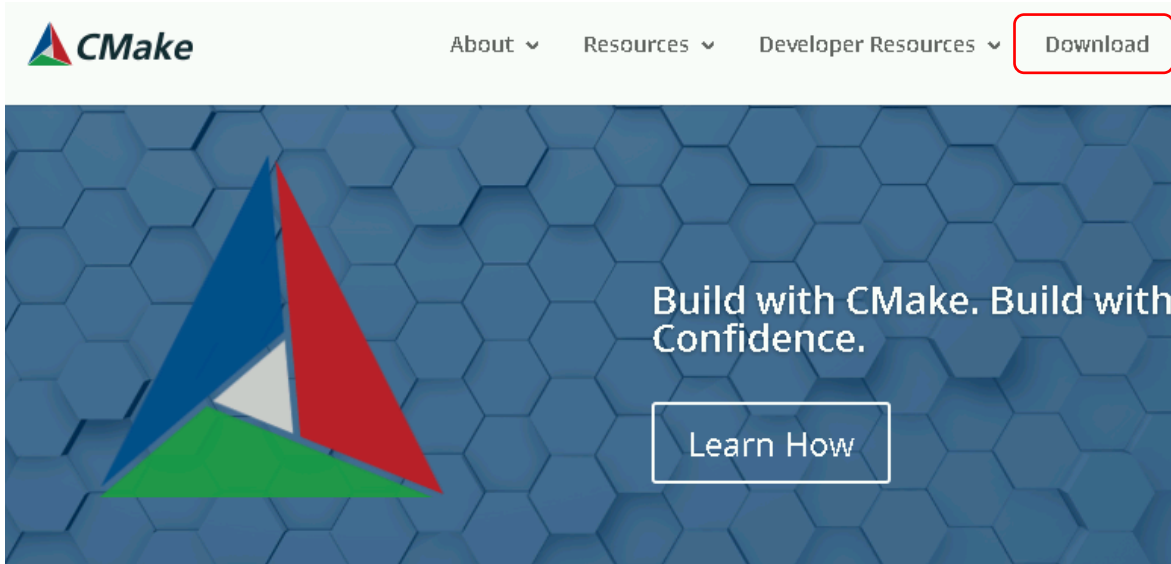 CMake
About
Resources
Developer Resources
Download
Build with CMake. Build with
Confidence.
Learn How